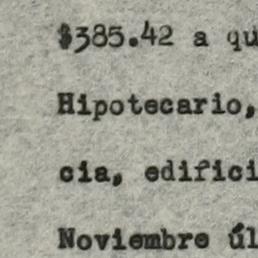 $385.42 a qu
Hipotecario,
cia, edifici
Noviembre úl